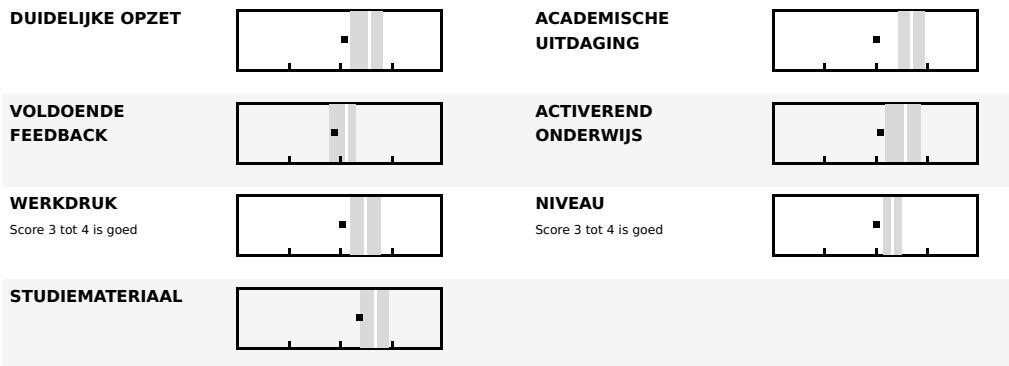 DUIDELIJKE OPZET
ACADEMISCHE
UITDAGING
VOLDOENDE
FEEDBACK
ACTIVEREND
ONDERWIJS
WERKDRUK
Score 3 tot 4 is goed
NIVEAU
Score 3 tot 4 is goed
STUDIEMATERIAAL